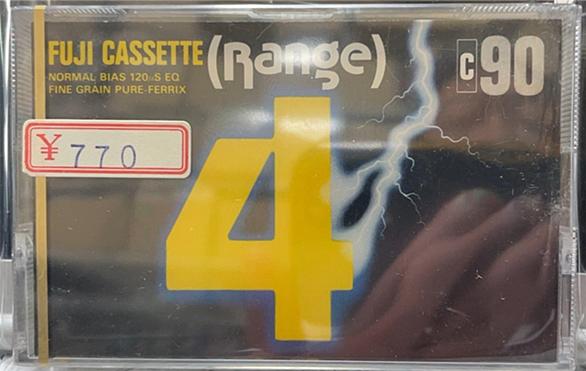 FUJI CASSETTE (Range) C90
NORMAL BIAS 120μS EQ
FINE GRAIN PURE-FERRIX
¥770
4